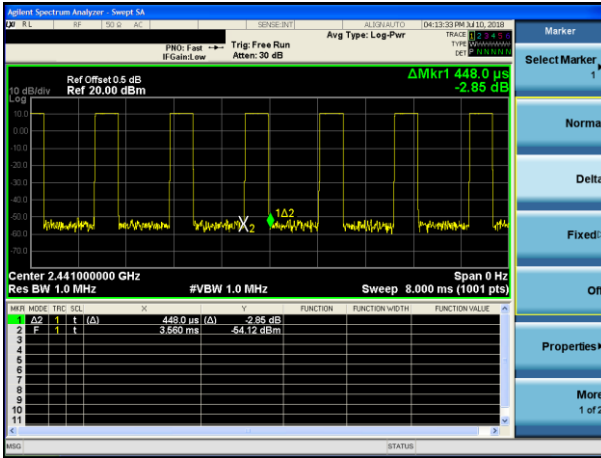 Agilent Spectrum Analyzer - Swept SA
RL RF 50 Ω AC SENSE:INT ALIGNAUTO 04:13:33 PM Jul 10, 2018
Marker
Avg Type: Log-Pwr
TRACE 1 2 3 4 5 6
TYPE WWWWWW
DET P NNNNN
PNO: Fast
IFGain:Low
Trig: Free Run
Atten: 30 dB
Select Marker
1
ΔMkr1 448.0 µs
-2.85 dB
Ref Offset 0.5 dB
10 dB/div Ref 20.00 dBm
Log
10.0
0.00
-10.0
-20.0
-30.0
-40.0
-50.0
-60.0
-70.0
1Δ2
2
Normal
Delta
Fixed
Off
Center 2.441000000 GHz Span 0 Hz
Res BW 1.0 MHz #VBW 1.0 MHz Sweep 8.000 ms (1001 pts)
MKR MODE TRC SCL X Y FUNCTION FUNCTION WIDTH FUNCTION VALUE
1 Δ2 1 t (Δ) 448.0 µs (Δ) -2.85 dB
2 F 1 t 3.560 ms -54.12 dBm
3
4
5
6
7
8
9
10
11
Properties
More
1 of 2
MSG STATUS